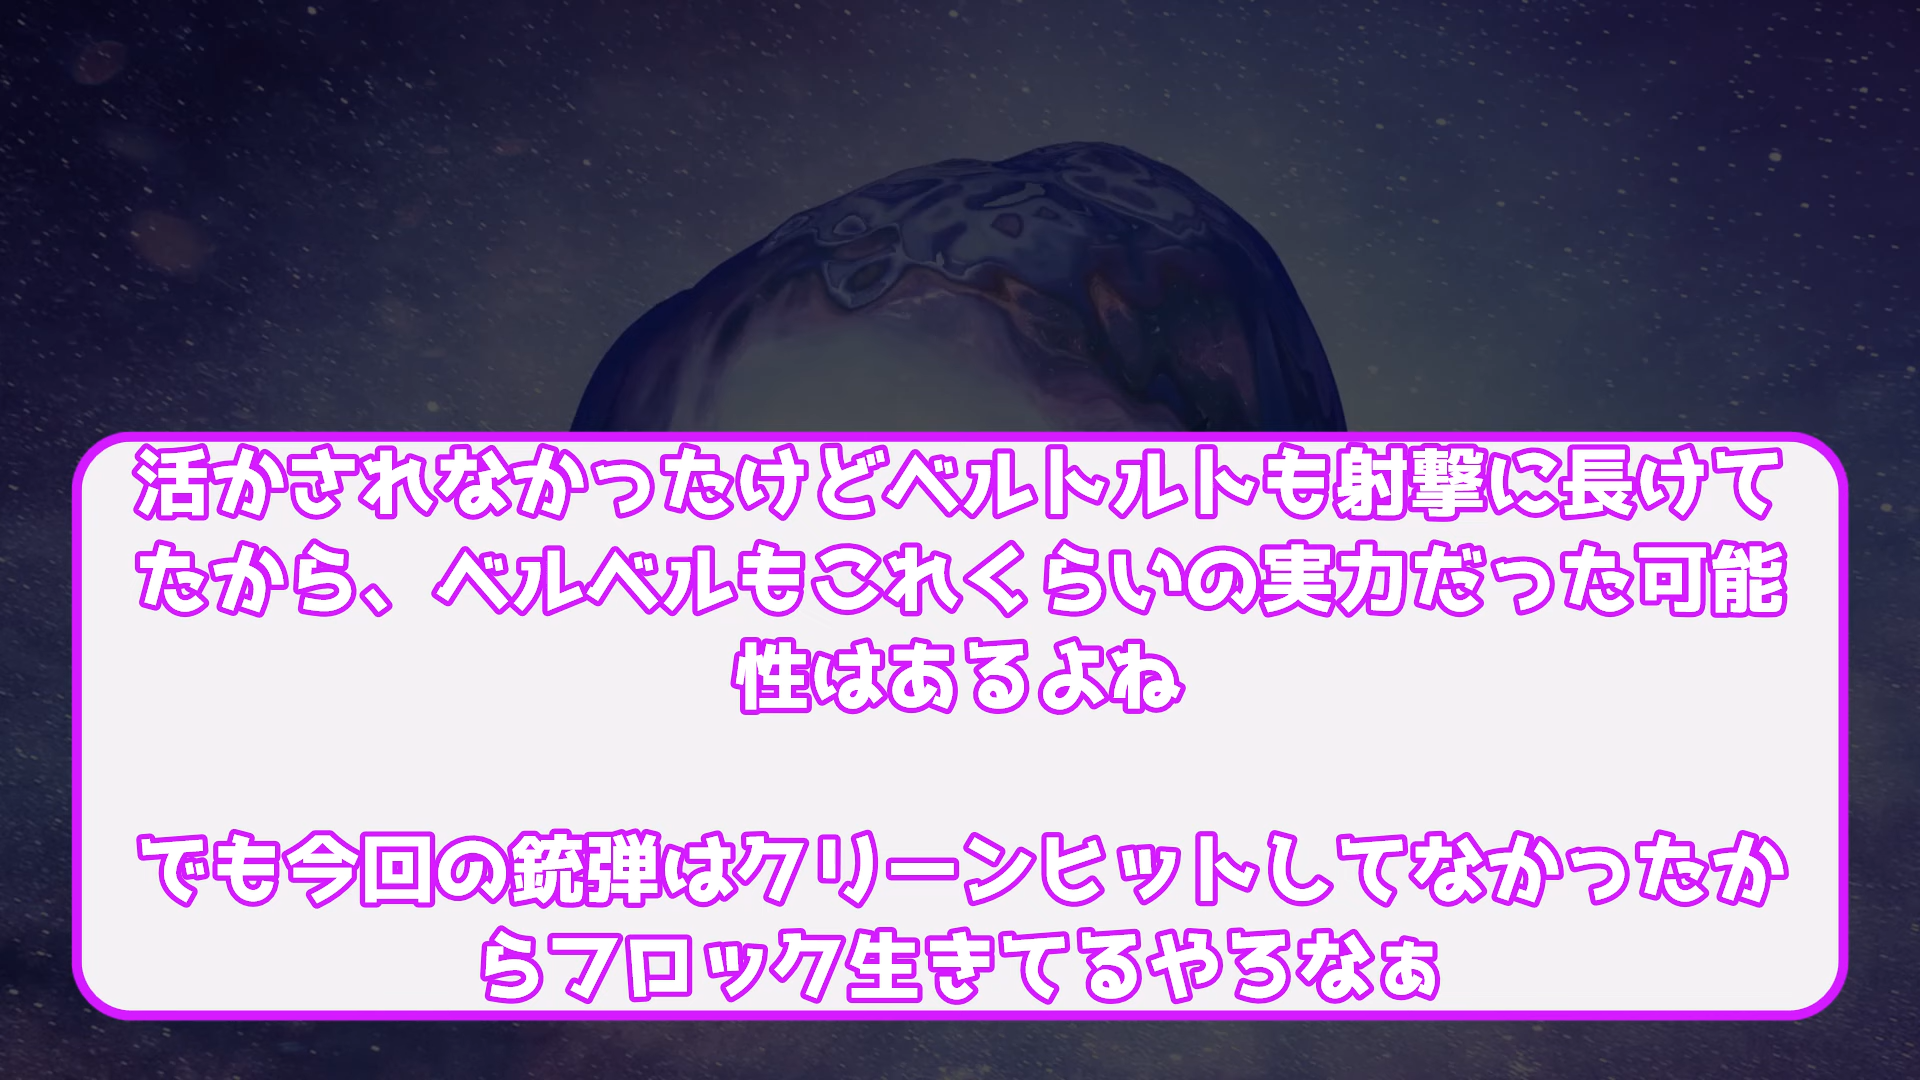 活かされなかったけどベルトルトも射撃に長けて
たから、ベルベルもこれくらいの実力だった可能
性はあるよね
でも今回の銃弾はクリーンヒットしてなかったか
らフロック生きてるやろなぁ